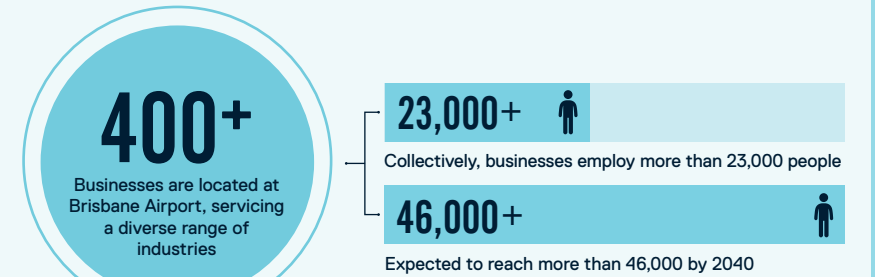 400+
Businesses are located at
Brisbane Airport, servicing
a diverse range of
industries
23,000+
Collectively, businesses employ more than 23,000 people
46,000+
Expected to reach more than 46,000 by 2040